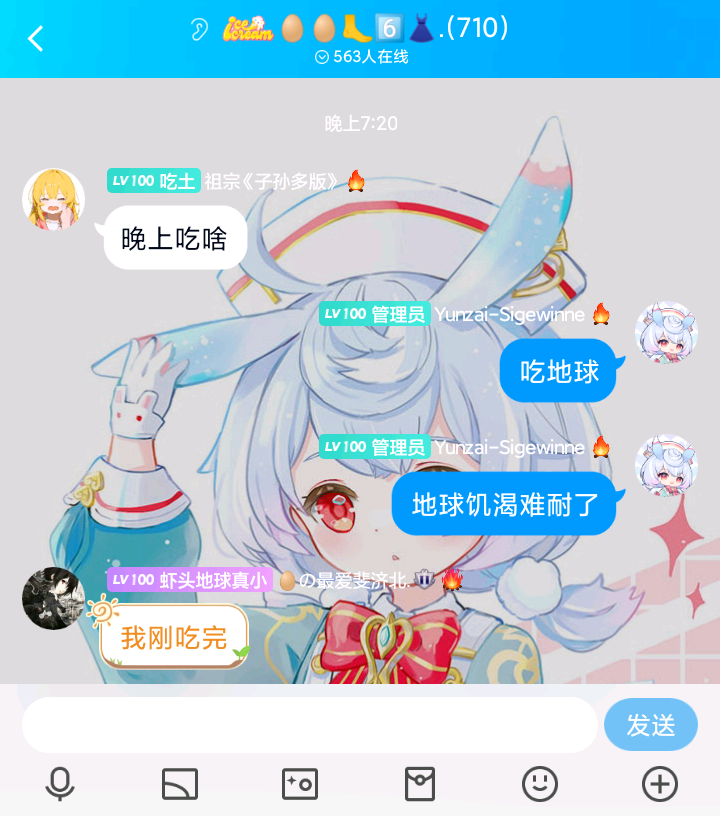 ice cream 🥚🥚🦶6️⃣👗.(710)
563人在线
晚上7:20
LV100 吃土 祖宗《子孙多版》🔥
晚上吃啥
LV100 管理员 Yunzai-Sigewinne 🔥
吃地球
LV100 管理员 Yunzai-Sigewinne 🔥
地球饥渴难耐了
LV100 虾头地球真小 🥚の最爱斐济北.🔥
我刚吃完
发送